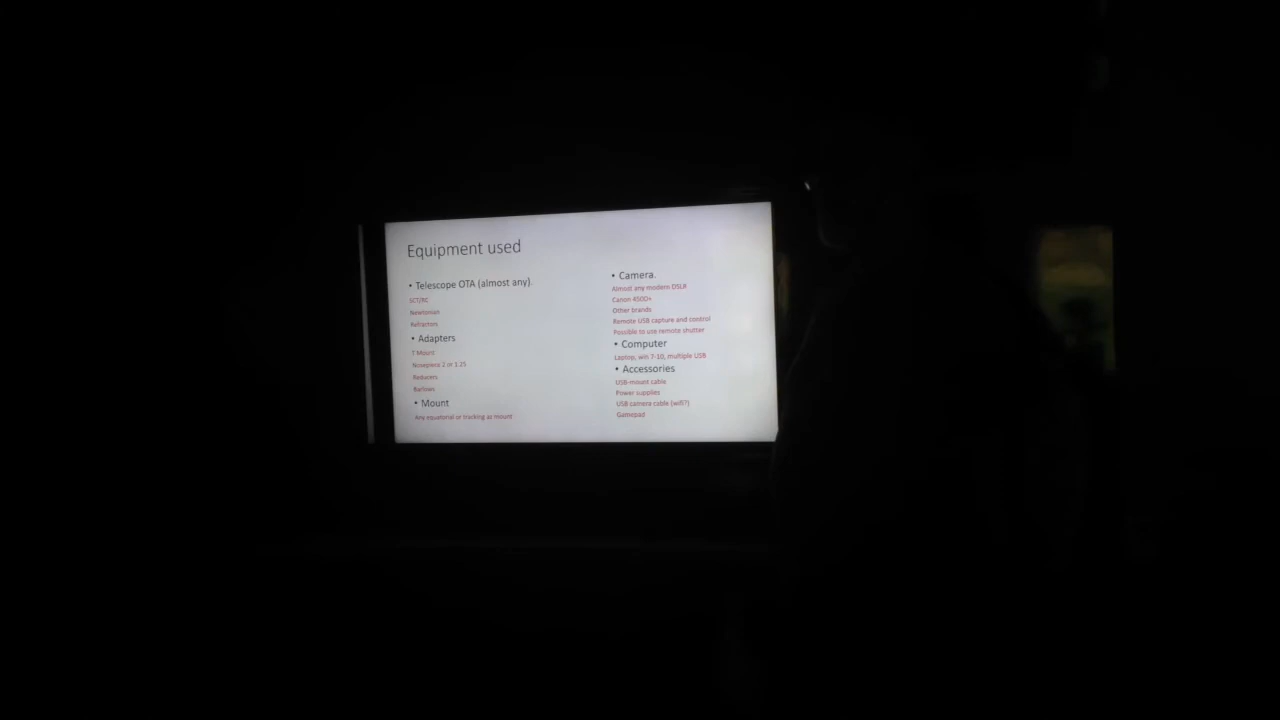 Equipment used
• Telescope OTA (almost any).
SCT/RC
Newtonian
Refractors
• Adapters
T Mount
Nosepiece 2 or 1.25
Reducers
Barlows
• Mount
Any equatorial or tracking as mount
• Camera.
Almost any modern DSLR
Canon 450D+
Other brands
Remote USB capture and control
Possible to use remote shutter
• Computer
Laptop, win 7-10, multiple USB
• Accessories
USB-mount cable
Power supplies
USB camera cable (wifi?)
Gamepad